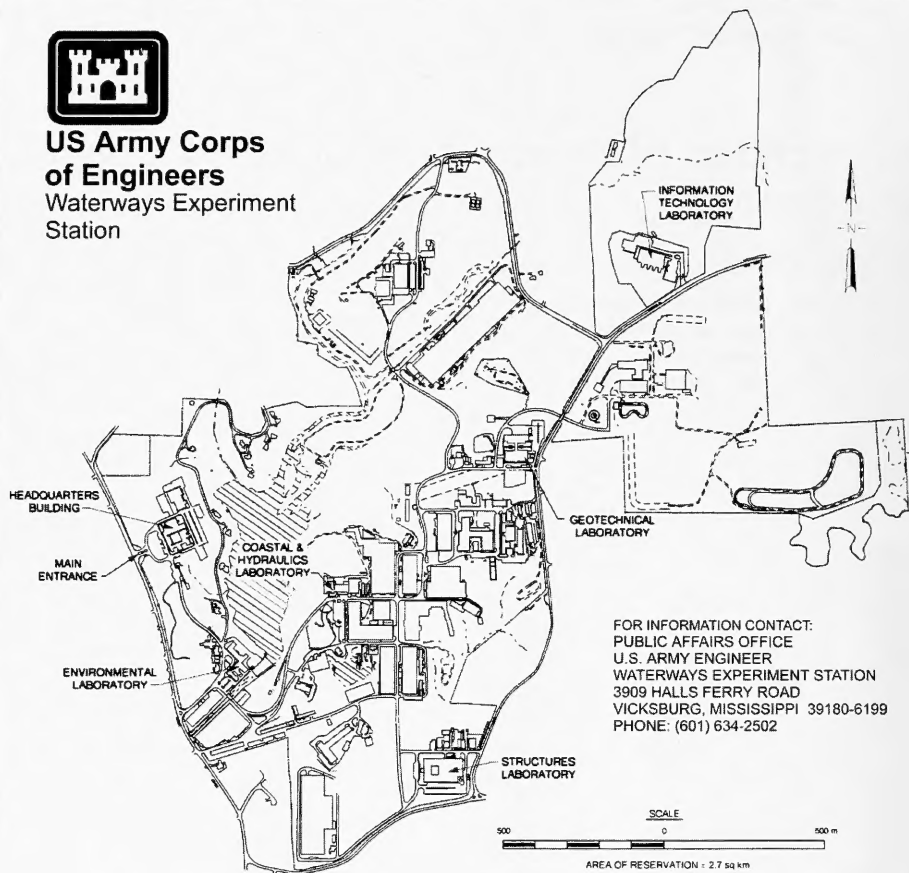 US Army Corps
of Engineers
Waterways Experiment
Station
INFORMATION
TECHNOLOGY
LABORATORY
-N-
HEADQUARTERS
BUILDING
MAIN
ENTRANCE
COASTAL &
HYDRAULICS
LABORATORY
GEOTECHNICAL
LABORATORY
ENVIRONMENTAL
LABORATORY
FOR INFORMATION CONTACT:
PUBLIC AFFAIRS OFFICE
U.S. ARMY ENGINEER
WATERWAYS EXPERIMENT STATION
3909 HALLS FERRY ROAD
VICKSBURG, MISSISSIPPI 39180-6199
PHONE: (601) 634-2502
STRUCTURES
LABORATORY
SCALE
500 0 500 m
AREA OF RESERVATION = 2.7 sq km